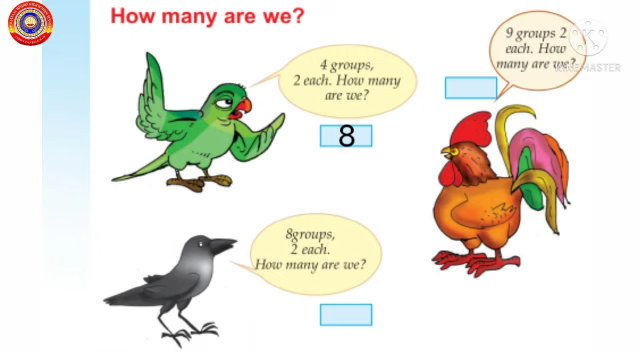 How many are we?
4 groups,
2 each. How many
are we?
8
9 groups 2
each. How
many are we?
KINEMASTER
8groups,
2 each.
How many are we?